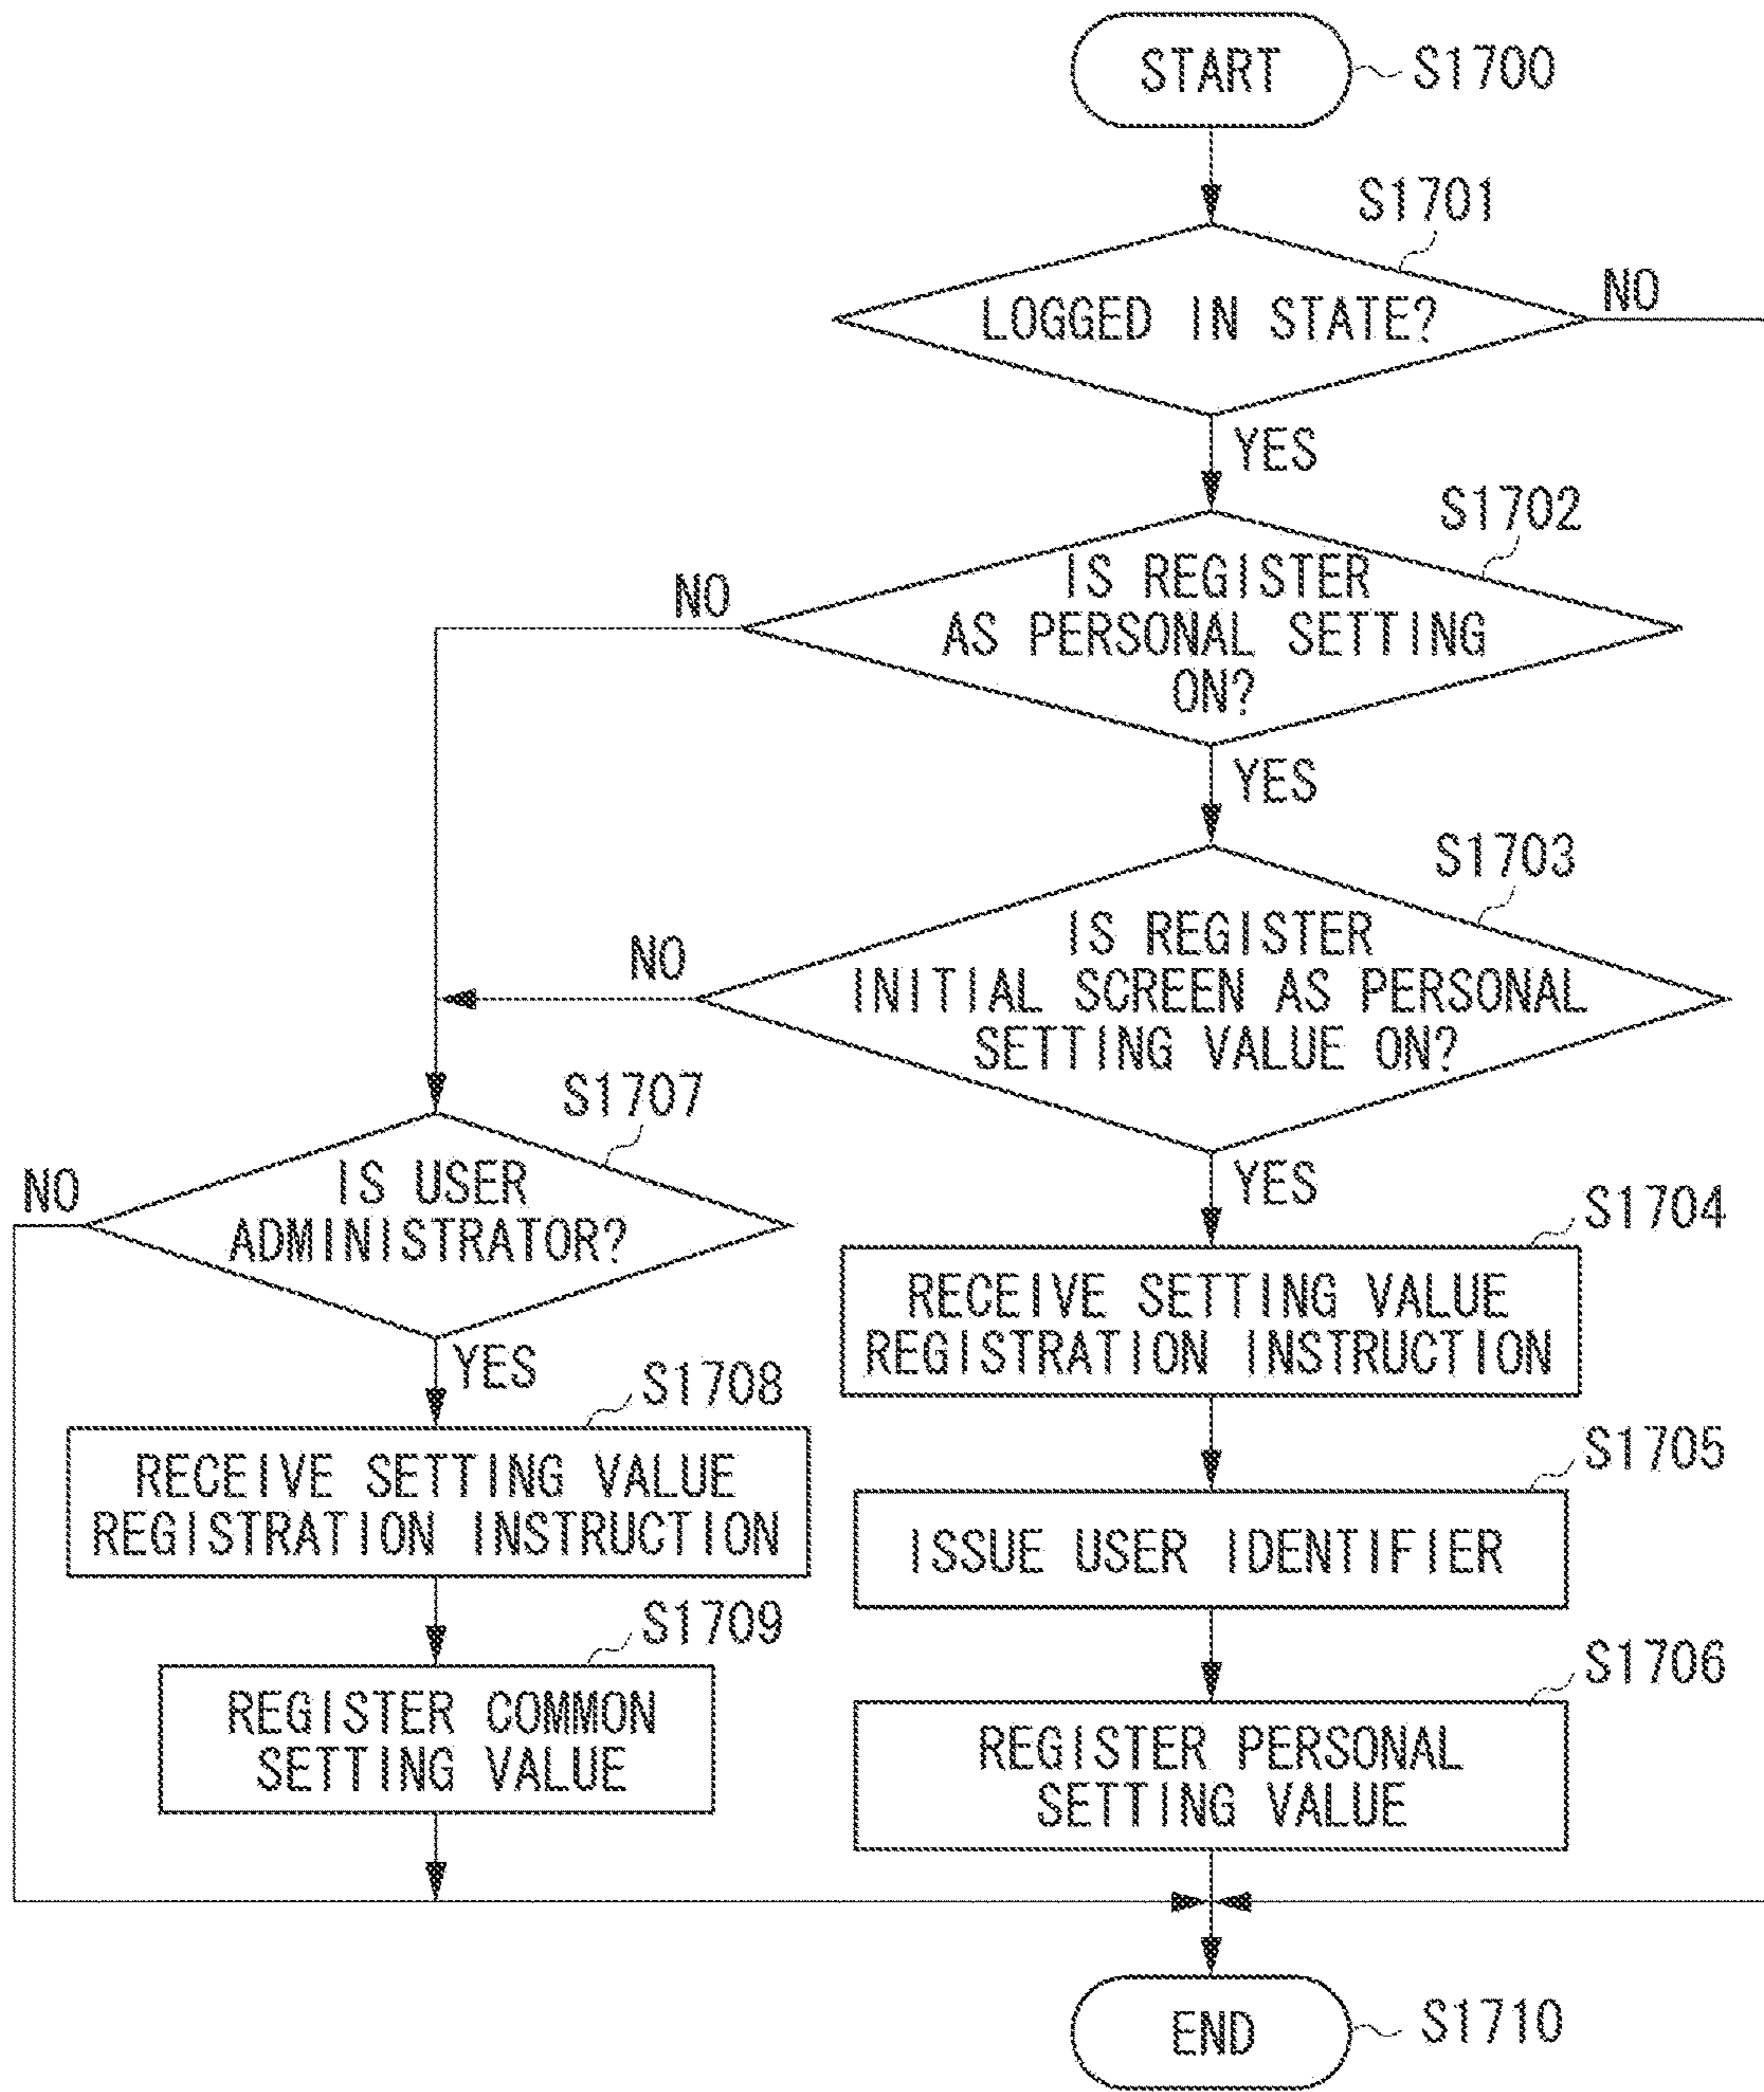 START
S1700
S1701
LOGGED IN STATE?
NO
YES
S1702
IS REGISTER
AS PERSONAL SETTING
ON?
NO
YES
S1703
IS REGISTER
INITIAL SCREEN AS PERSONAL
SETTING VALUE ON?
NO
YES
S1707
IS USER
ADMINISTRATOR?
NO
YES
S1704
RECEIVE SETTING VALUE
REGISTRATION INSTRUCTION
S1708
RECEIVE SETTING VALUE
REGISTRATION INSTRUCTION
S1705
ISSUE USER IDENTIFIER
S1709
REGISTER COMMON
SETTING VALUE
S1706
REGISTER PERSONAL
SETTING VALUE
END
S1710